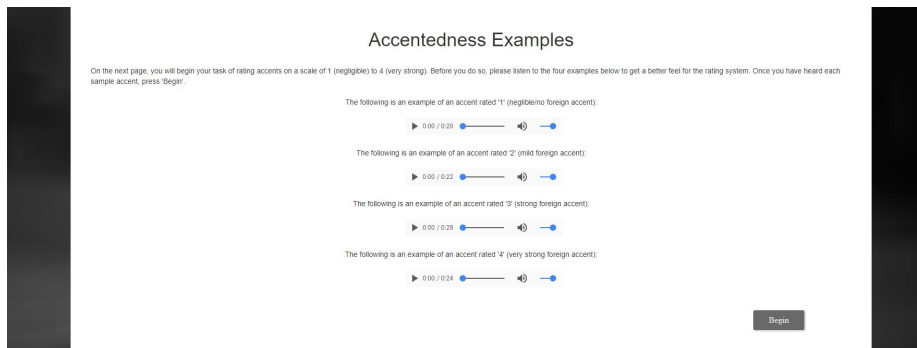 Accentedness Examples
On the next page, you will begin your task of rating accents on a scale of 1 (negligible) to 4 (very strong). Before you do so, please listen to the four examples below to get a better feel for the rating system. Once you have heard each
sample accent, press 'Begin'.
The following is an example of an accent rated '1' (neglible/no foreign accent):
0:00 / 0:20
The following is an example of an accent rated '2' (mild foreign accent):
0:00 / 0:22
The following is an example of an accent rated '3' (strong foreign accent):
0:00 / 0:28
The following is an example of an accent rated '4' (very strong foreign accent):
0:00 / 0:24
Begin